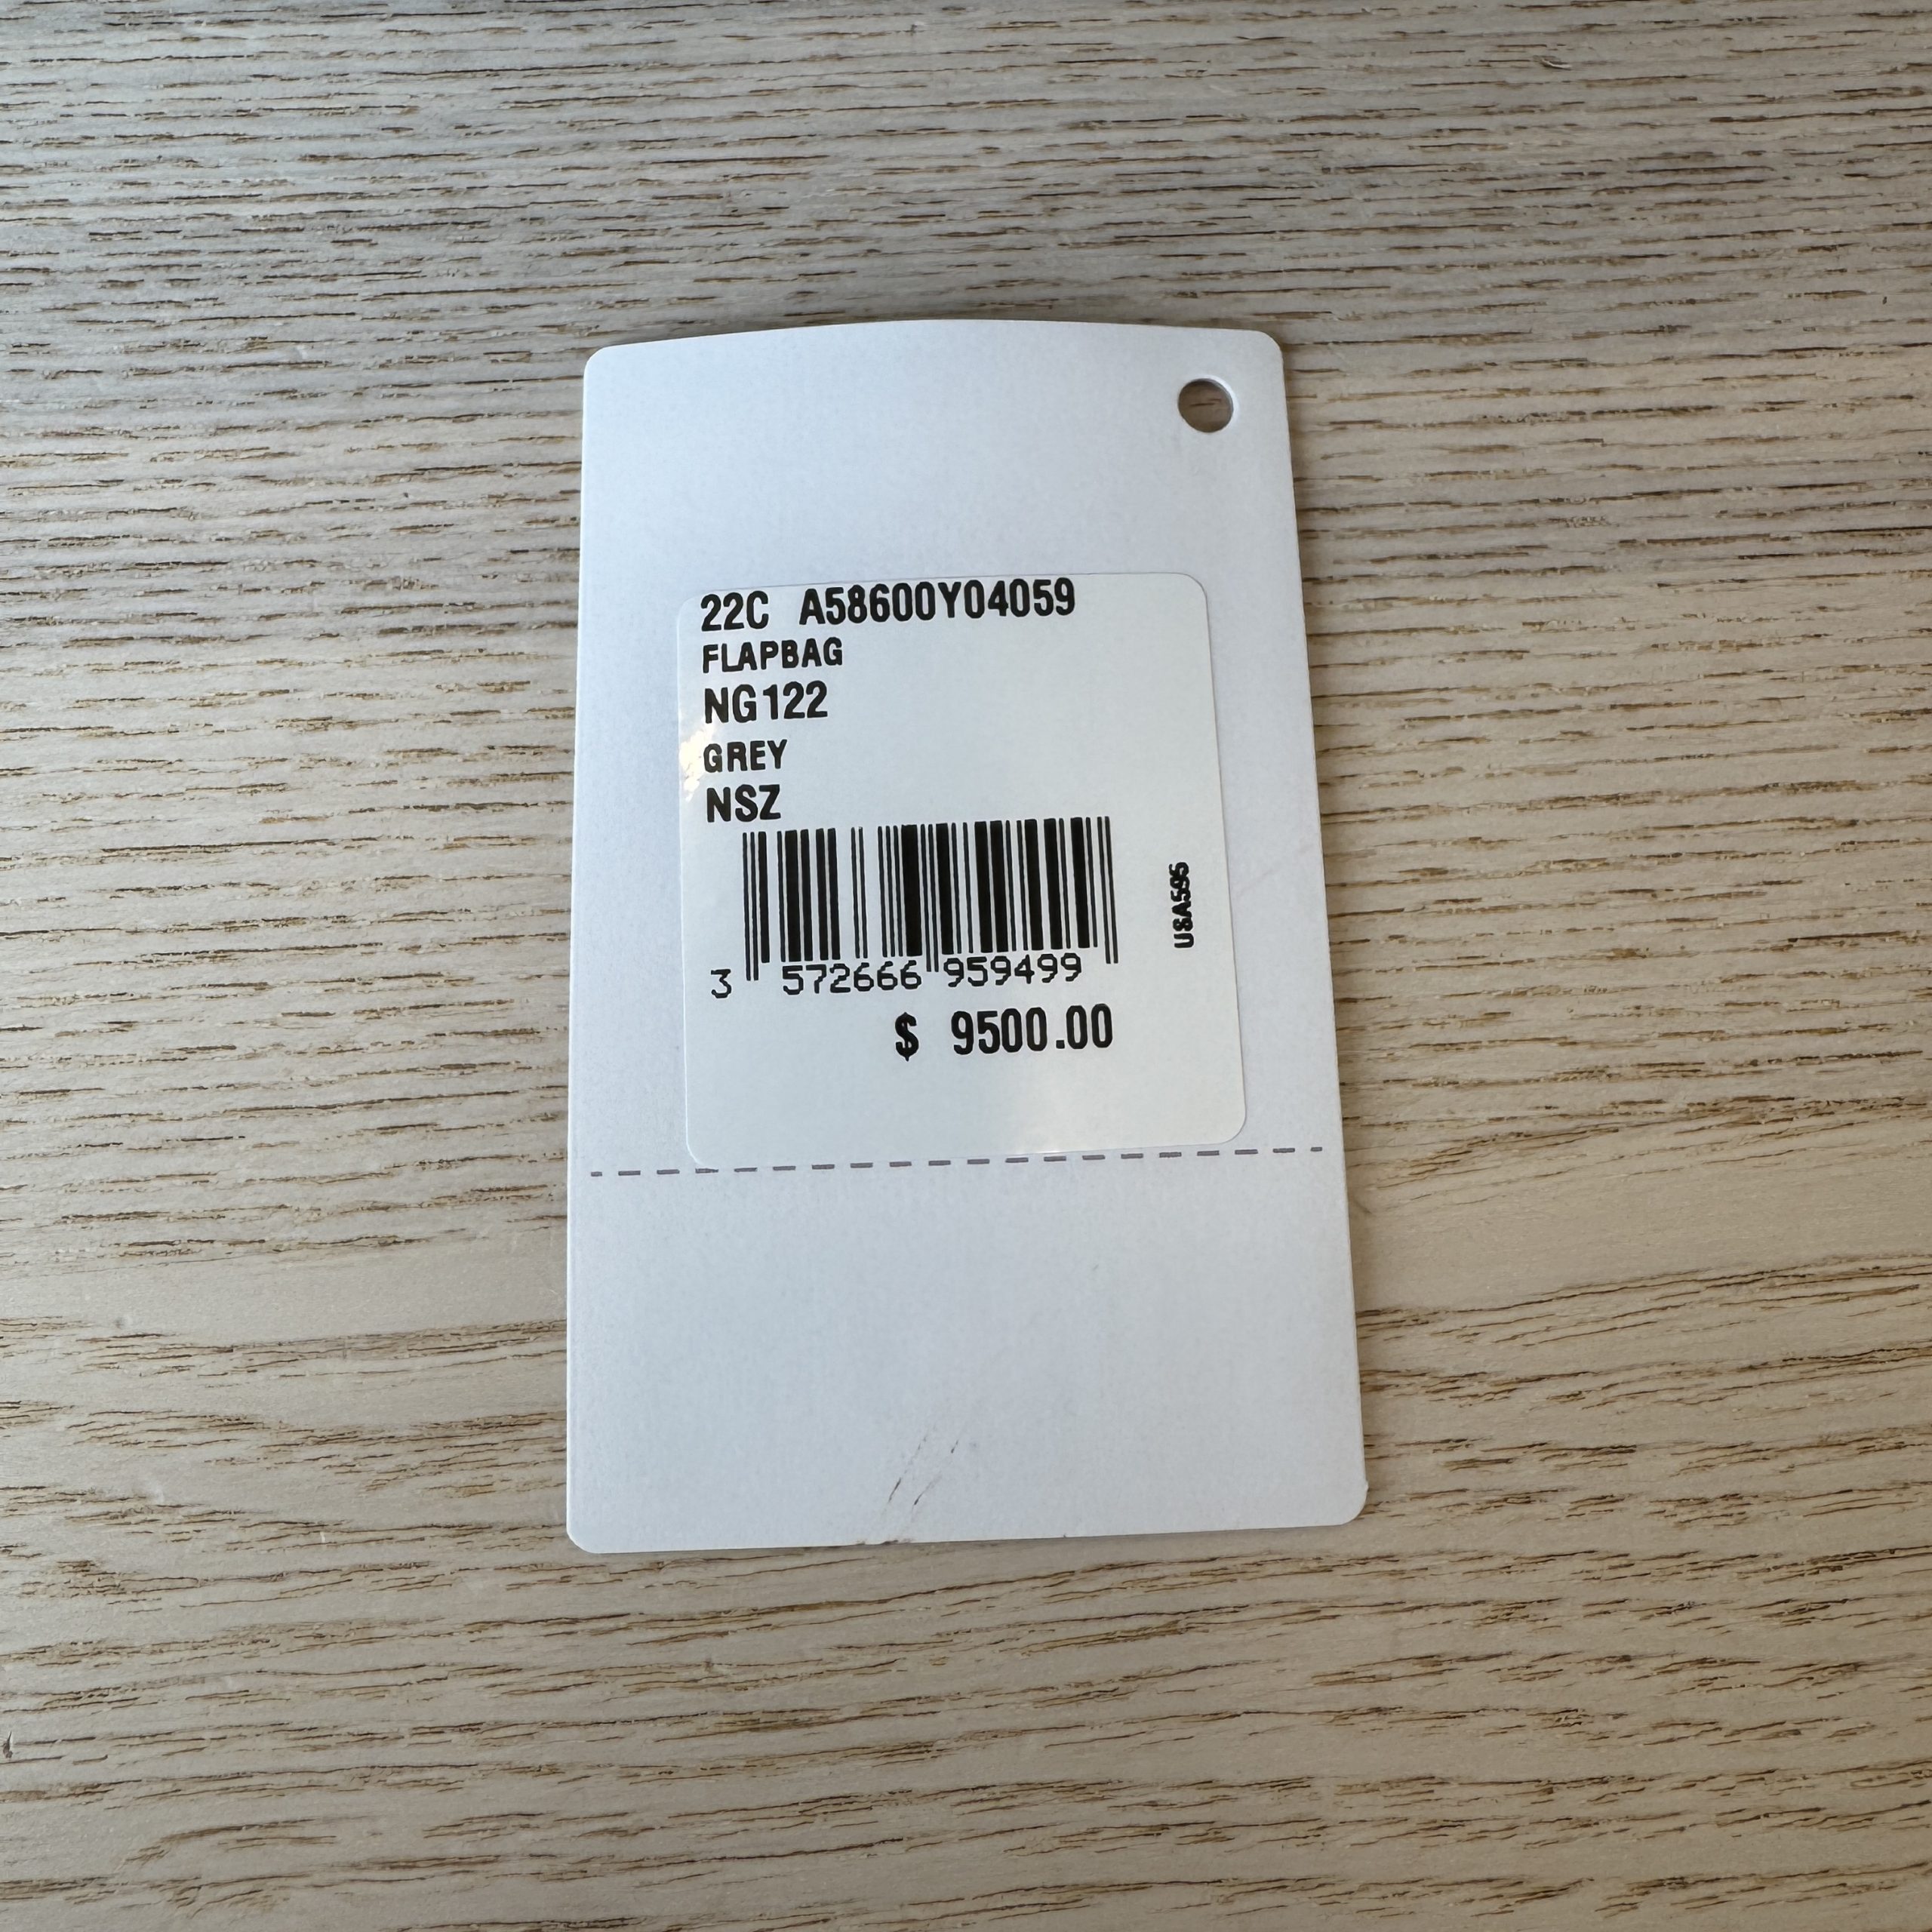 22C A58600Y04059
FLAPBAG
NG122
GREY
NSZ
USA595
3 572666 959499
$ 9500.00